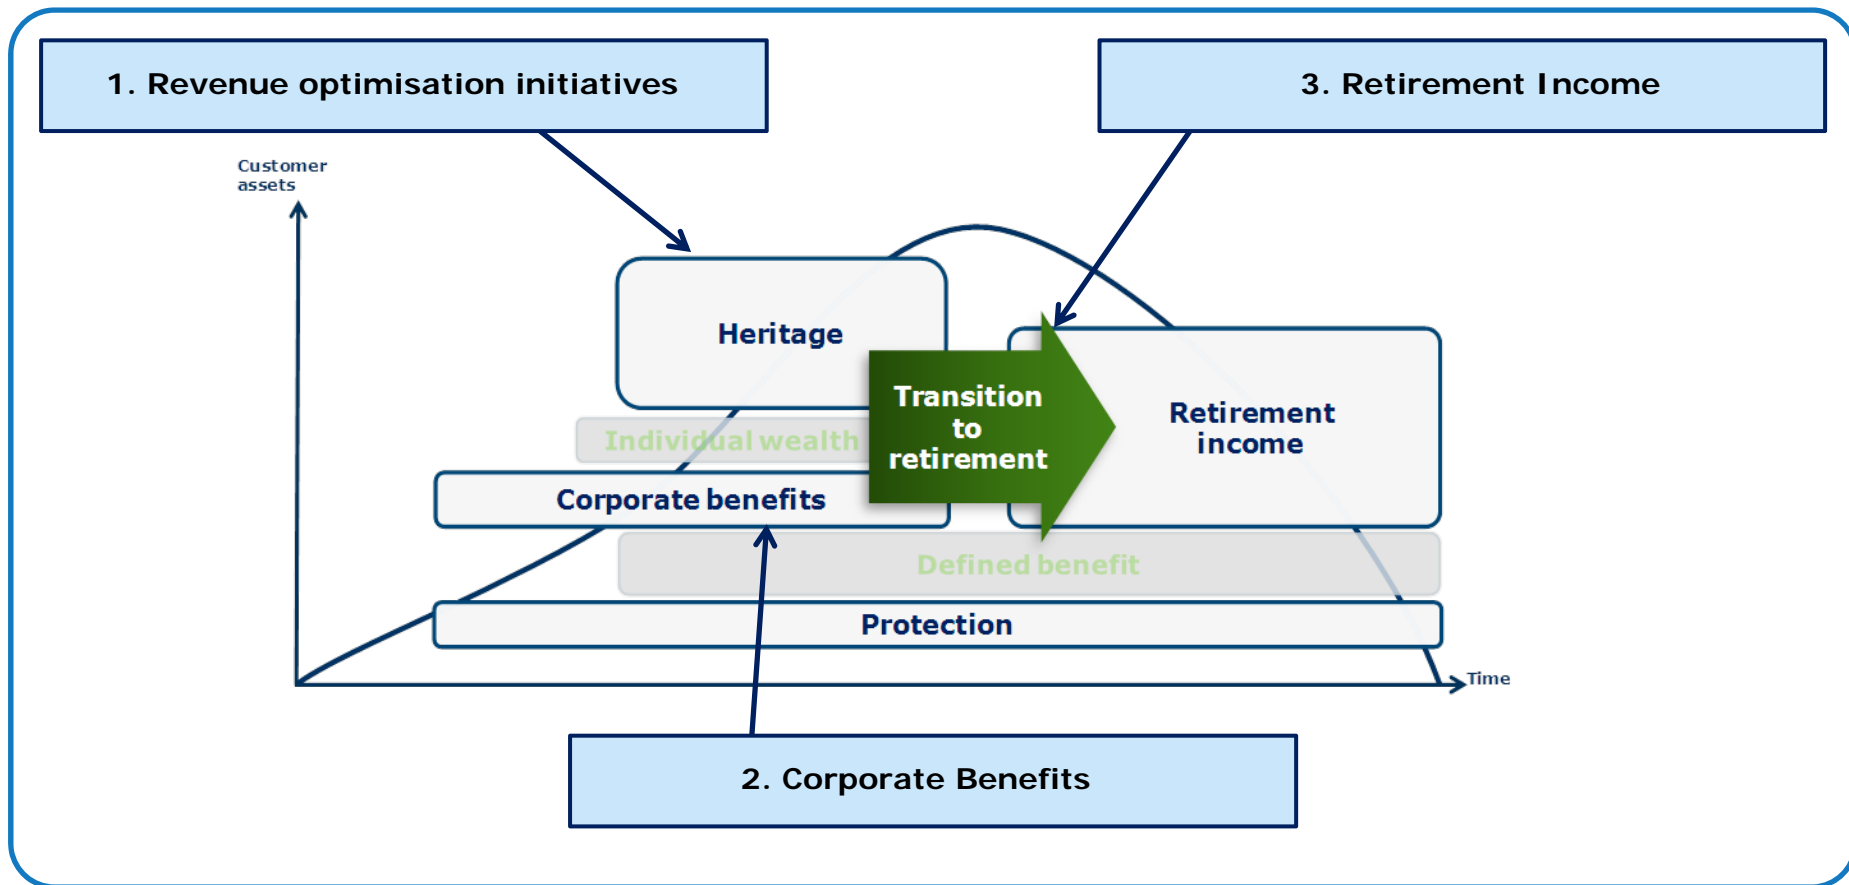 1. Revenue optimisation initiatives
3. Retirement Income
Customer
assets
Heritage
Transition
to
retirement
Retirement
income
Individual wealth
Corporate benefits
Defined benefit
Protection
Time
2. Corporate Benefits